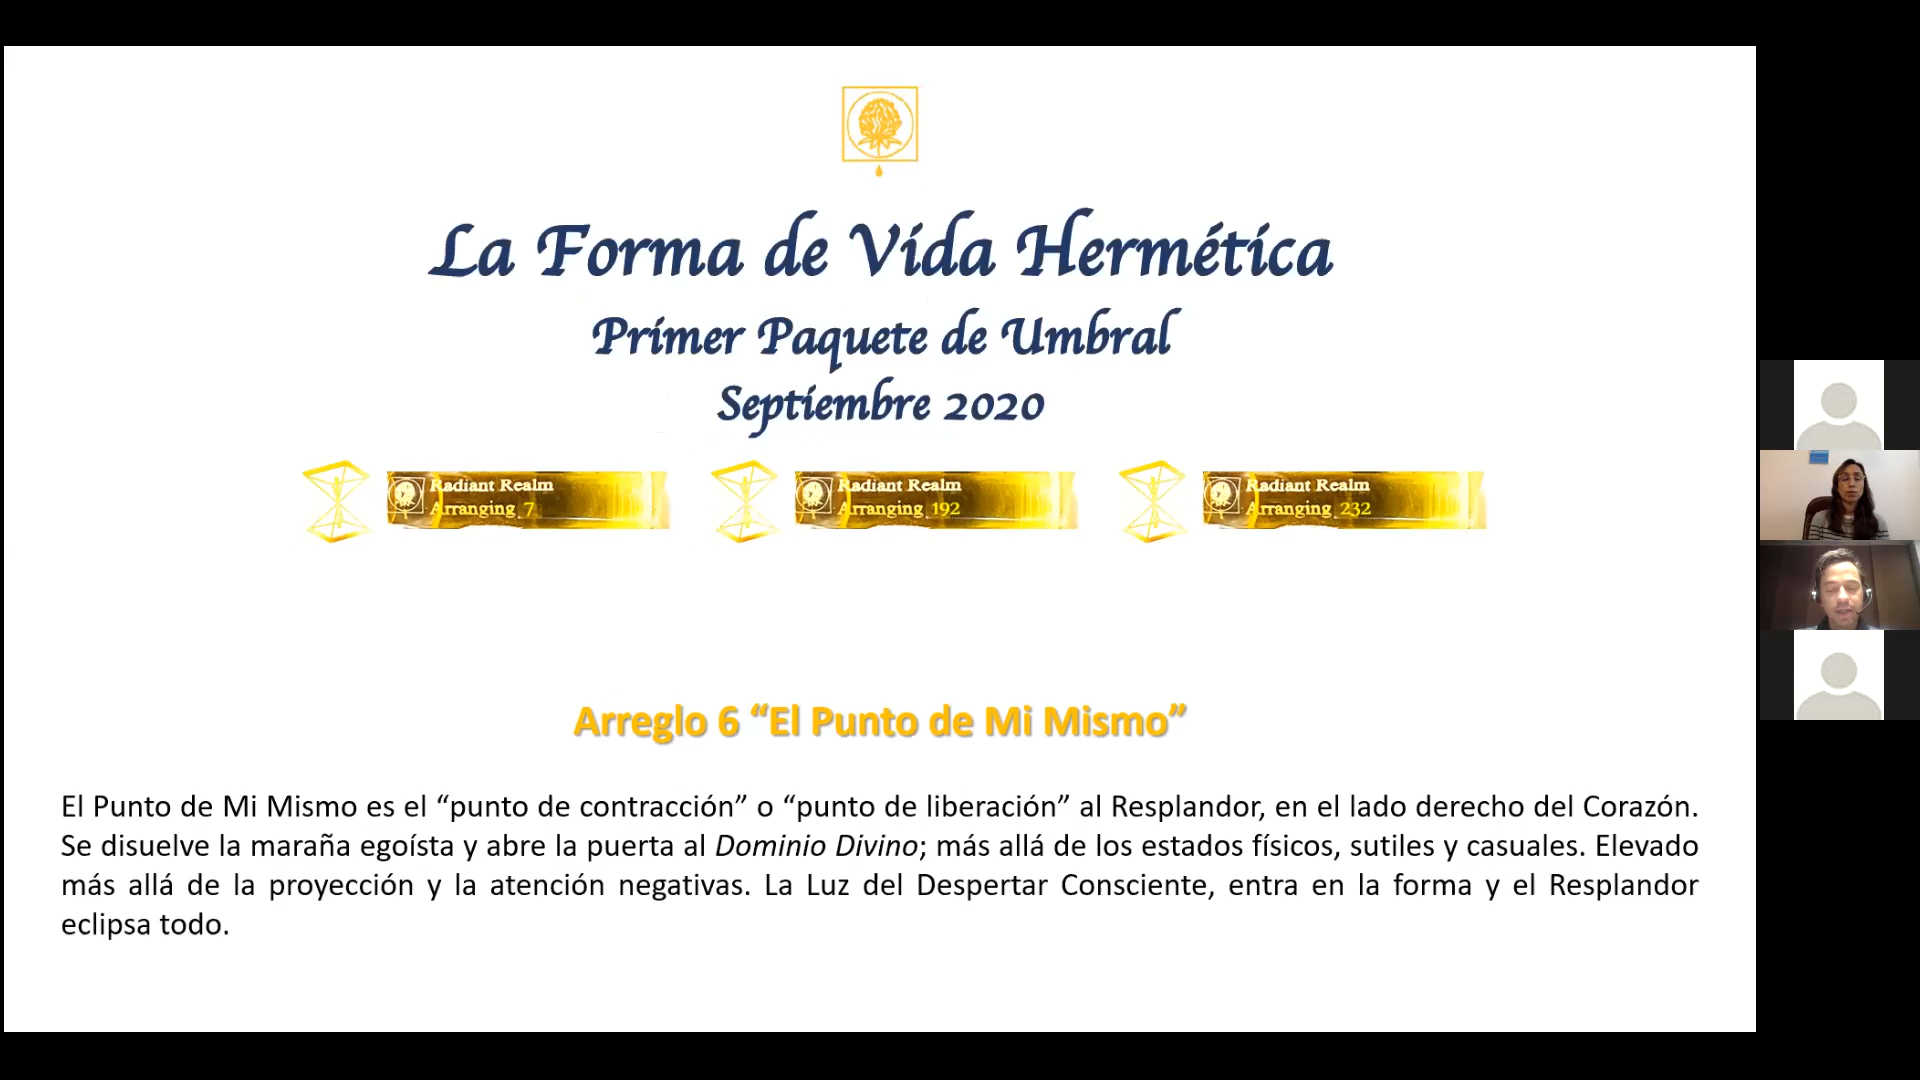 La Forma de Vida Hermética
Primer Paquete de Umbral
Septiembre 2020
Radiant Realm
Arranging 7
Radiant Realm
Arranging 192
Radiant Realm
Arranging 232
Arreglo 6 “El Punto de Mi Mismo”
El Punto de Mi Mismo es el “punto de contracción” o “punto de liberación” al Resplandor, en el lado derecho del Corazón.
Se disuelve la maraña egoísta y abre la puerta al Dominio Divino; más allá de los estados físicos, sutiles y casuales. Elevado
más allá de la proyección y la atención negativas. La Luz del Despertar Consciente, entra en la forma y el Resplandor
eclipsa todo.